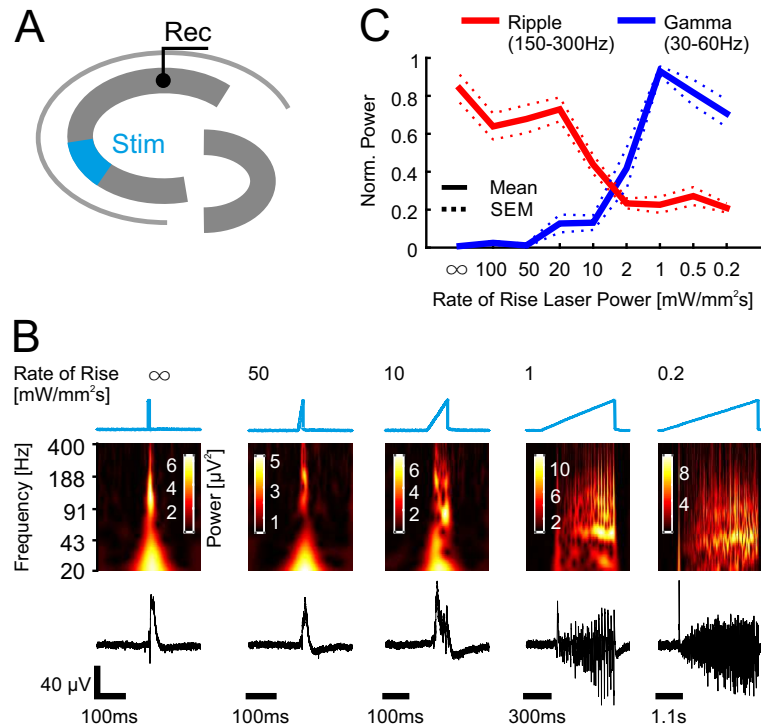 A
Rec
Stim
C
Ripple
(150-300Hz)
Gamma
(30-60Hz)
Norm. Power
1
0.8
0.6
0.4
0.2
0
Mean
SEM
∞ 100 50 20 10 2 1 0.5 0.2
Rate of Rise Laser Power [mW/mm²s]
B
Rate of Rise
[mW/mm²s]
∞ 50 10 1 0.2
Frequency [Hz]
400
188
91
43
20
Power [µV²]
6
4
2
5
3
1
6
4
2
10
6
2
8
4
40 µV
100ms
100ms
100ms
300ms
1.1s